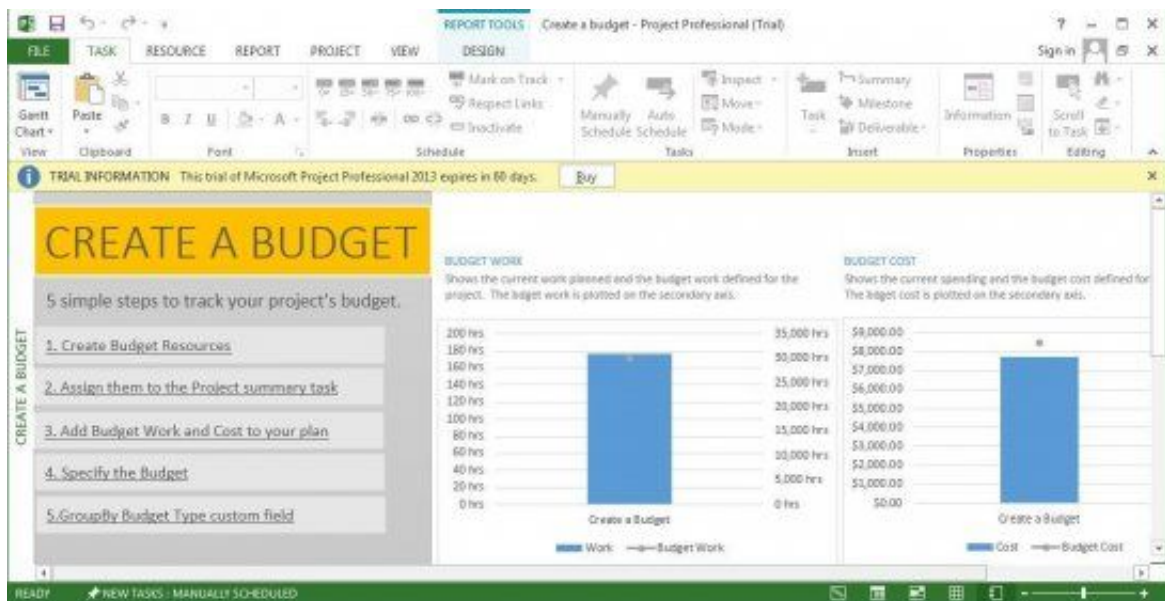 REPORT TOOLS Create a budget - Project Professional (Trial) ?
FILE TASK RESOURCE REPORT PROJECT VIEW DESIGN Sign in
Mark on Track Inspect Summary
Respect Links Move Milestone
Inactivate Mode Deliverable
Gantt Chart Paste B I U A Manually Schedule Auto Schedule Task Information Scroll to Task
View Clipboard Font Schedule Tasks Insert Properties Editing
TRIAL INFORMATION This trial of Microsoft Project Professional 2013 expires in 60 days. Buy
CREATE A BUDGET
CREATE A BUDGET
5 simple steps to track your project's budget.
1. Create Budget Resources
2. Assign them to the Project summery task
3. Add Budget Work and Cost to your plan
4. Specify the Budget
5.GroupBy Budget Type custom field
BUDGET WORK
Shows the current work planned and the budget work defined for the
project. The bdget work is plotted on the secondary axis.
200 hrs
180 hrs
160 hrs
140 hrs
120 hrs
100 hrs
80 hrs
60 hrs
40 hrs
20 hrs
0 hrs
35,000 hrs
30,000 hrs
25,000 hrs
20,000 hrs
15,000 hrs
10,000 hrs
5,000 hrs
0 hrs
Create a Budget
Work Budget Work
BUDGET COST
Shows the current spending and the budget cost defined for
The bdget cost is plotted on the secondary axis.
$9,000.00
$8,000.00
$7,000.00
$6,000.00
$5,000.00
$4,000.00
$3,000.00
$2,000.00
$1,000.00
$0.00
Create a Budget
Cost Budget Cost
READY NEW TASKS : MANUALLY SCHEDULED